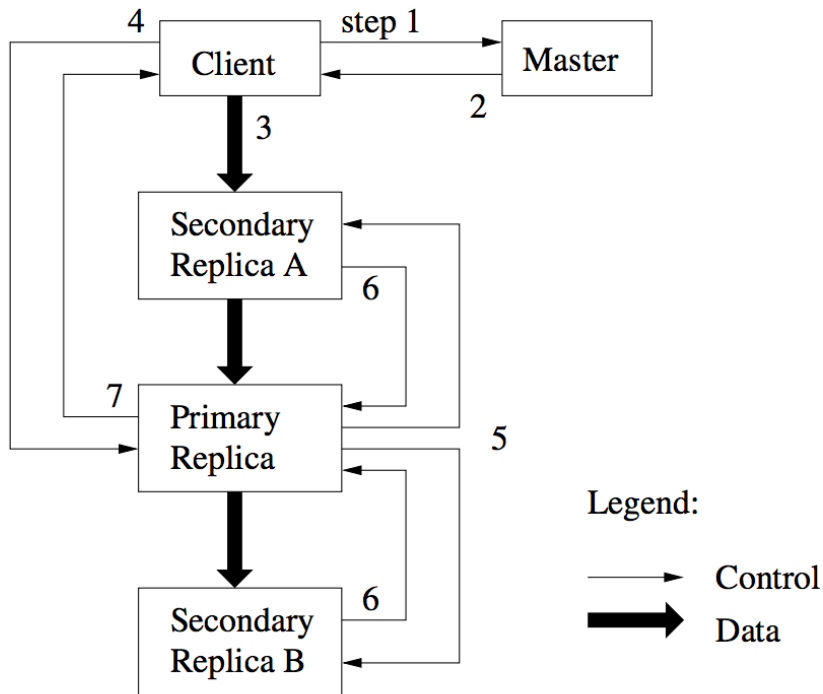 4
step 1
Client
Master
2
3
Secondary
Replica A
6
7
Primary
Replica
5
Legend:
Control
6
Secondary
Replica B
Data